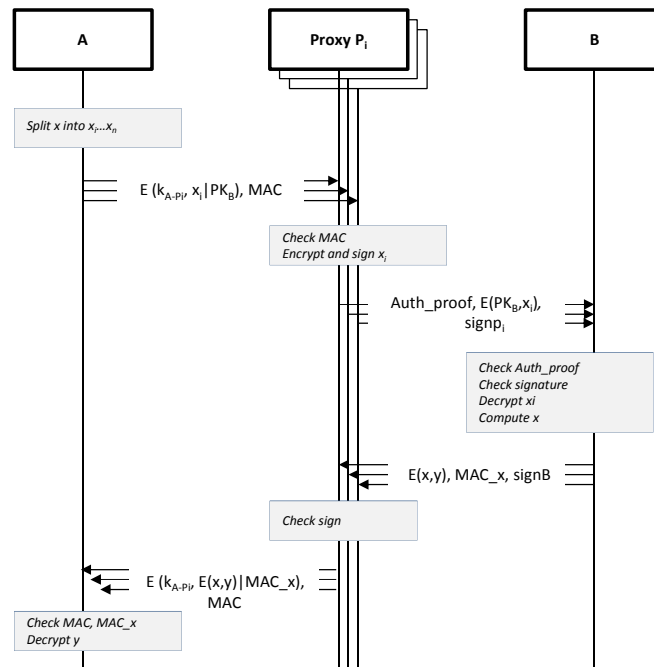 A
Proxy Pi
B
Split x into xi...xn
E (kA-Pi, xi|PKB), MAC
Check MAC
Encrypt and sign xi
Auth_proof, E(PKB,xi),
signpi
Check Auth_proof
Check signature
Decrypt xi
Compute x
E(x,y), MAC_x, signB
Check sign
E (kA-Pi, E(x,y)|MAC_x),
MAC
Check MAC, MAC_x
Decrypt y